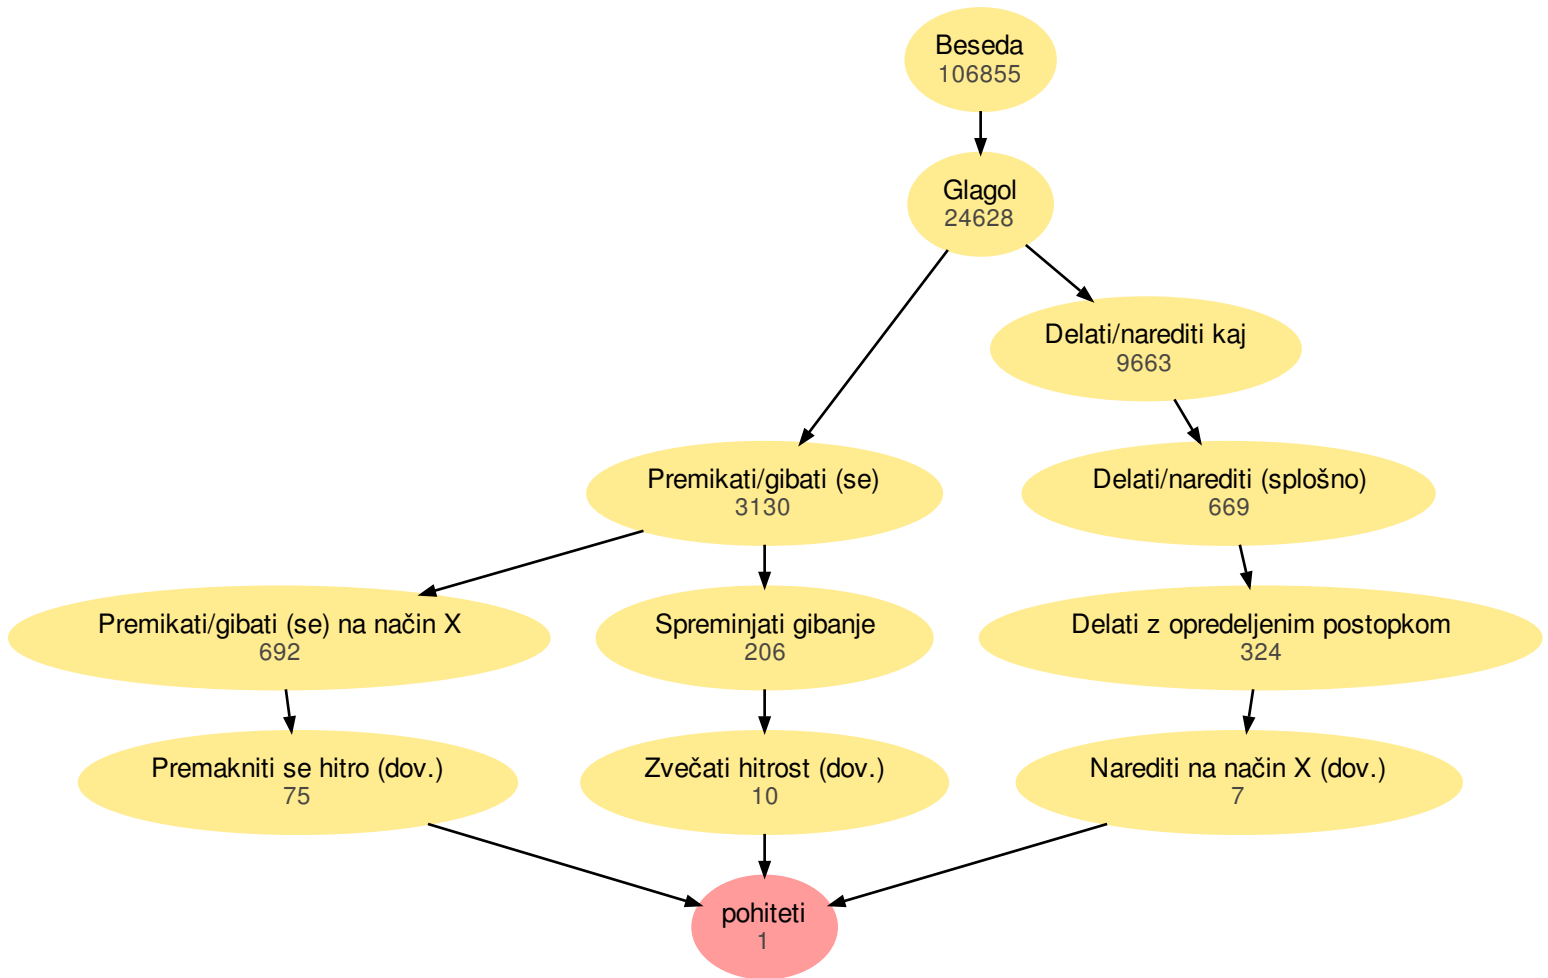 Beseda
106855
Glagol
24628
Delati/narediti kaj
9663
Premikati/gibati (se)
3130
Delati/narediti (splošno)
669
Premikati/gibati (se) na način X
692
Spreminjati gibanje
206
Delati z opredeljenim postopkom
324
Premakniti se hitro (dov.)
75
Zvečati hitrost (dov.)
10
Narediti na način X (dov.)
7
pohiteti
1